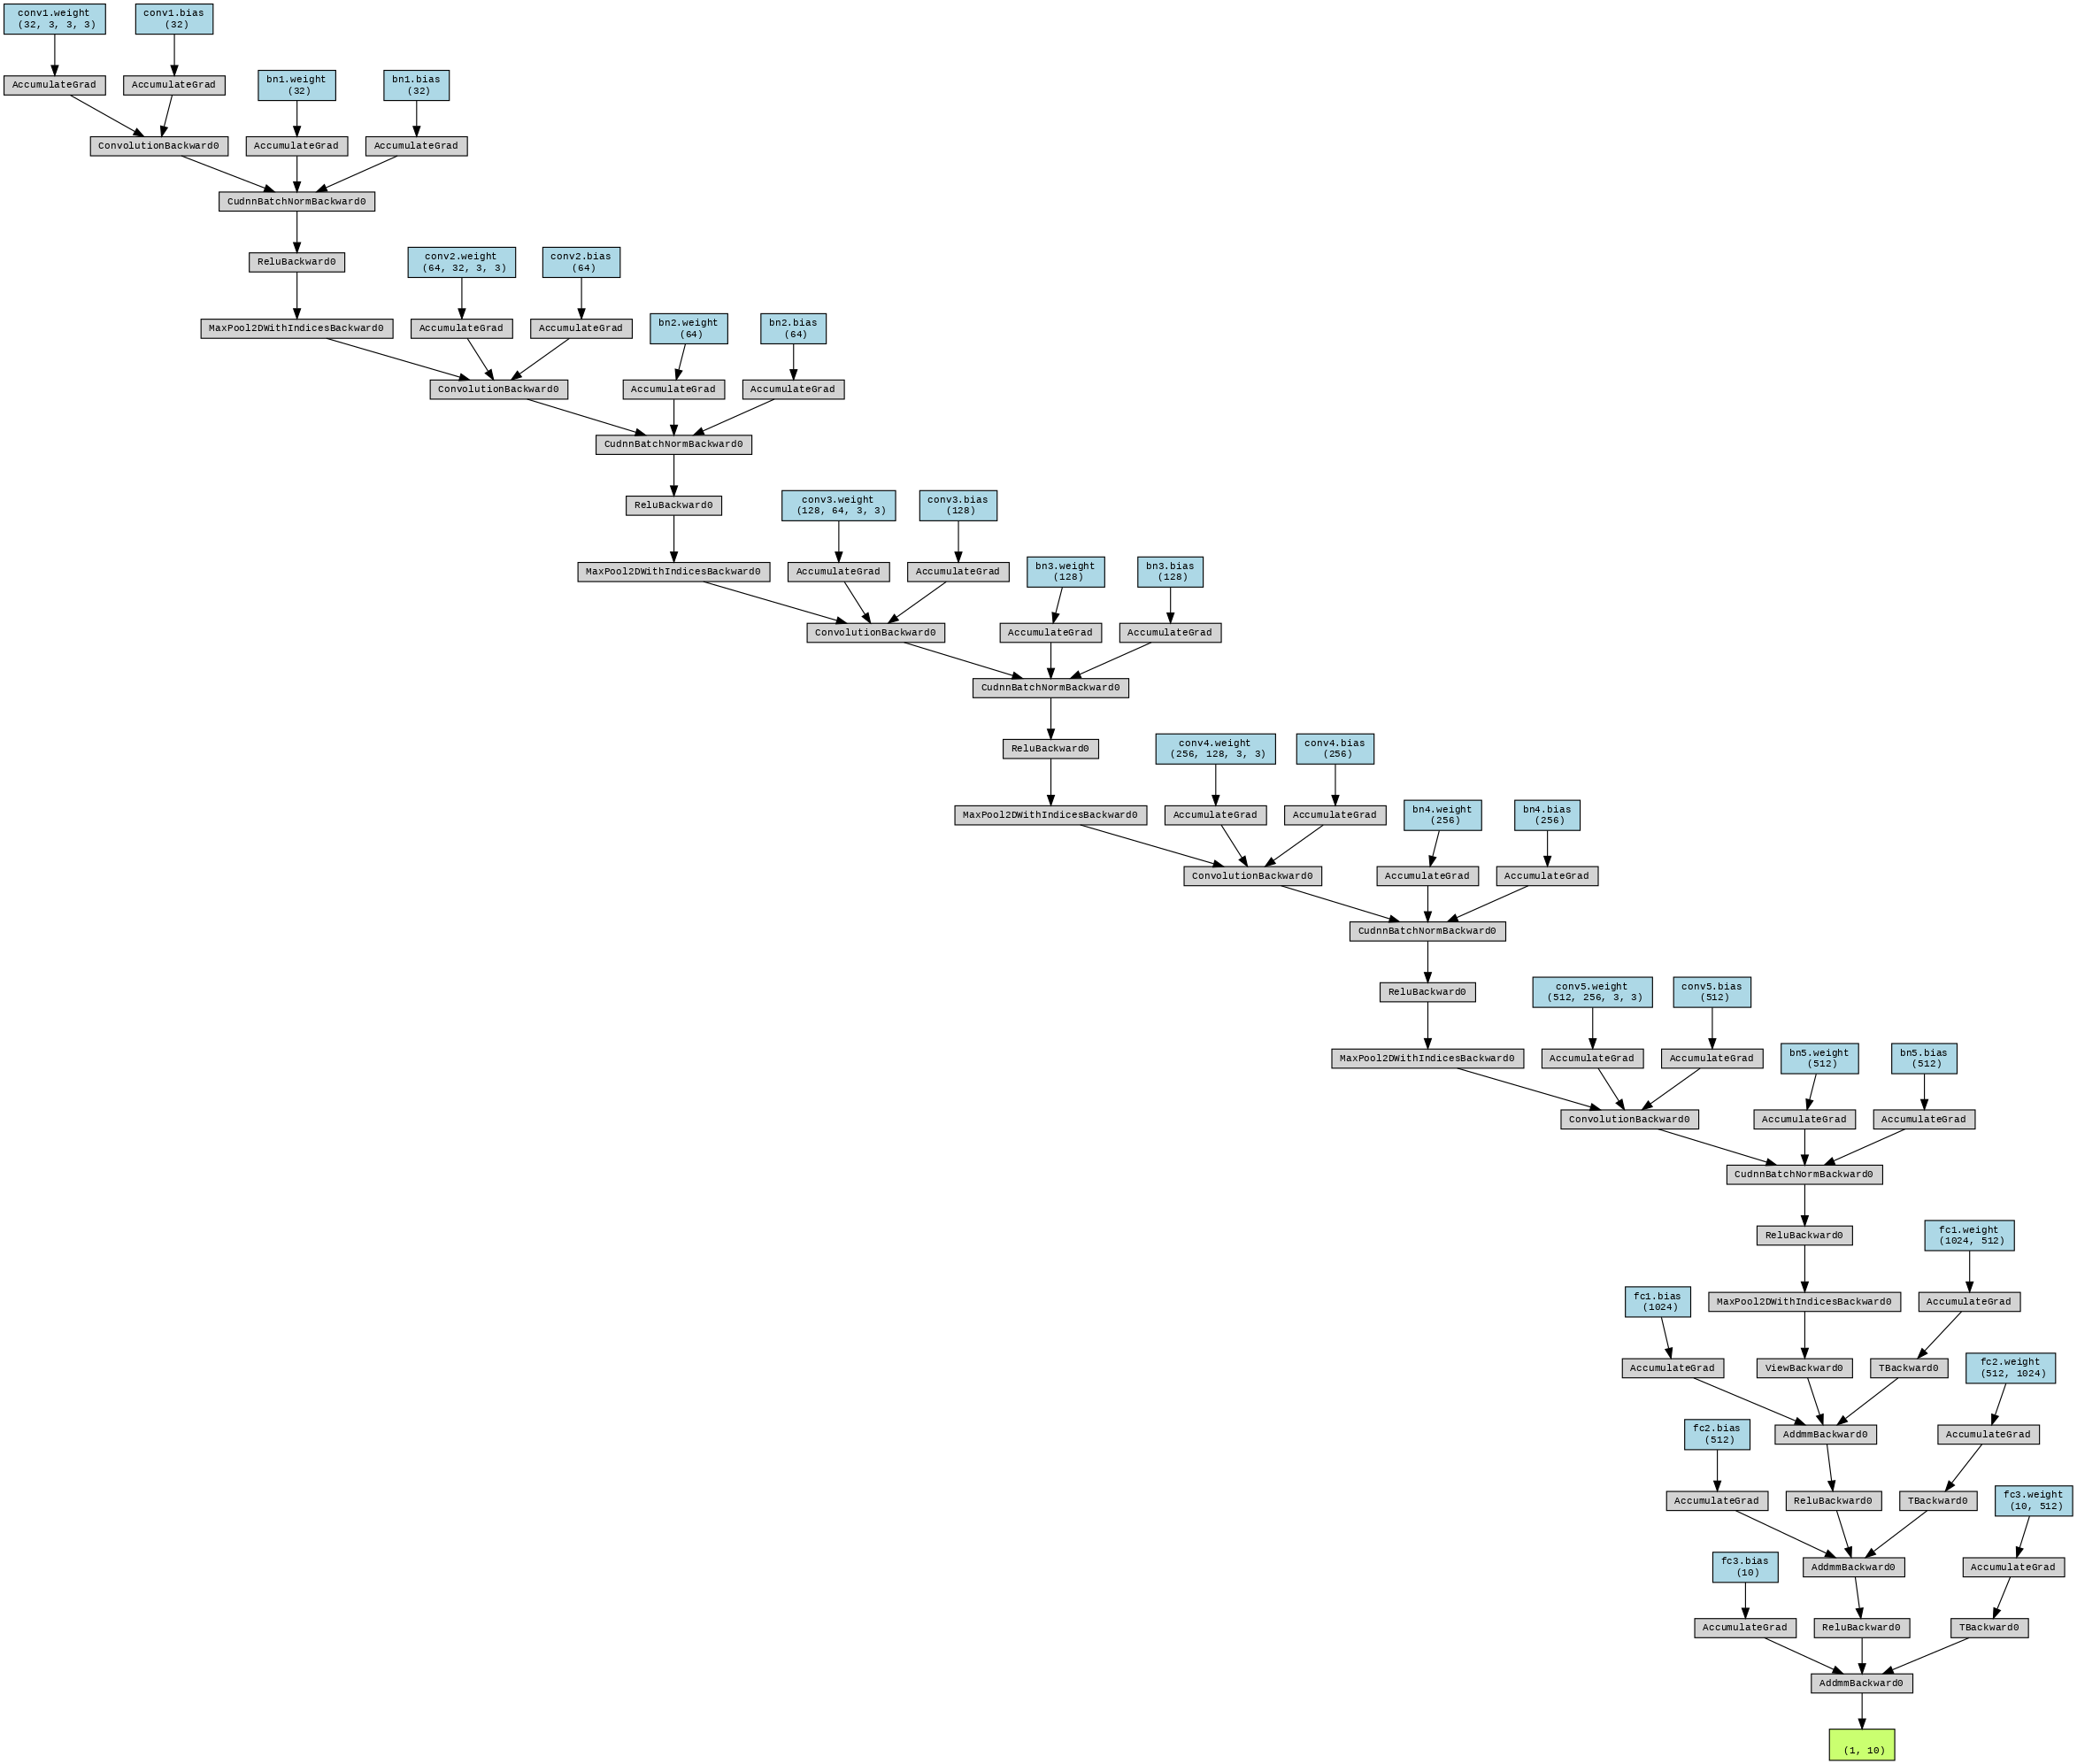 conv1.weight
(32, 3, 3, 3)
conv1.bias
(32)
AccumulateGrad
AccumulateGrad
bn1.weight
(32)
bn1.bias
(32)
ConvolutionBackward0
AccumulateGrad
AccumulateGrad
CudnnBatchNormBackward0
ReluBackward0
conv2.weight
(64, 32, 3, 3)
conv2.bias
(64)
MaxPool2DWithIndicesBackward0
AccumulateGrad
AccumulateGrad
bn2.weight
(64)
bn2.bias
(64)
ConvolutionBackward0
AccumulateGrad
AccumulateGrad
CudnnBatchNormBackward0
ReluBackward0
conv3.weight
(128, 64, 3, 3)
conv3.bias
(128)
MaxPool2DWithIndicesBackward0
AccumulateGrad
AccumulateGrad
bn3.weight
(128)
bn3.bias
(128)
ConvolutionBackward0
AccumulateGrad
AccumulateGrad
CudnnBatchNormBackward0
ReluBackward0
conv4.weight
(256, 128, 3, 3)
conv4.bias
(256)
MaxPool2DWithIndicesBackward0
AccumulateGrad
AccumulateGrad
bn4.weight
(256)
bn4.bias
(256)
ConvolutionBackward0
AccumulateGrad
AccumulateGrad
CudnnBatchNormBackward0
ReluBackward0
conv5.weight
(512, 256, 3, 3)
conv5.bias
(512)
MaxPool2DWithIndicesBackward0
AccumulateGrad
AccumulateGrad
bn5.weight
(512)
bn5.bias
(512)
ConvolutionBackward0
AccumulateGrad
AccumulateGrad
CudnnBatchNormBackward0
ReluBackward0
fc1.weight
(1024, 512)
fc1.bias
(1024)
MaxPool2DWithIndicesBackward0
AccumulateGrad
AccumulateGrad
ViewBackward0
TBackward0
fc2.weight
(512, 1024)
fc2.bias
(512)
AddmmBackward0
AccumulateGrad
AccumulateGrad
ReluBackward0
TBackward0
fc3.weight
(10, 512)
fc3.bias
(10)
AddmmBackward0
AccumulateGrad
AccumulateGrad
ReluBackward0
TBackward0
AddmmBackward0
(1, 10)